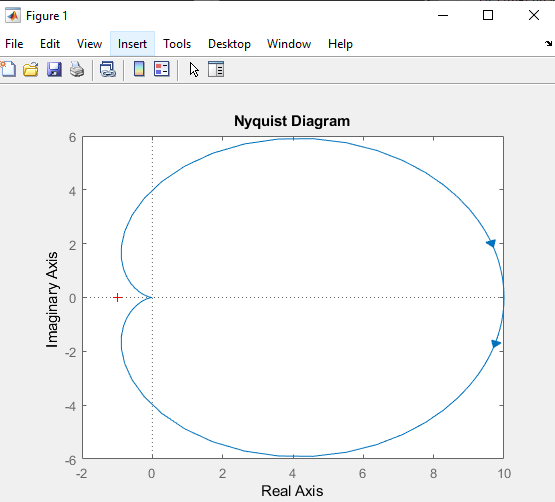 Figure 1
File Edit View Insert Tools Desktop Window Help
Nyquist Diagram
6
4
2
0
-2
-4
-6
Imaginary Axis
-2 0 2 4 6 8 10
Real Axis